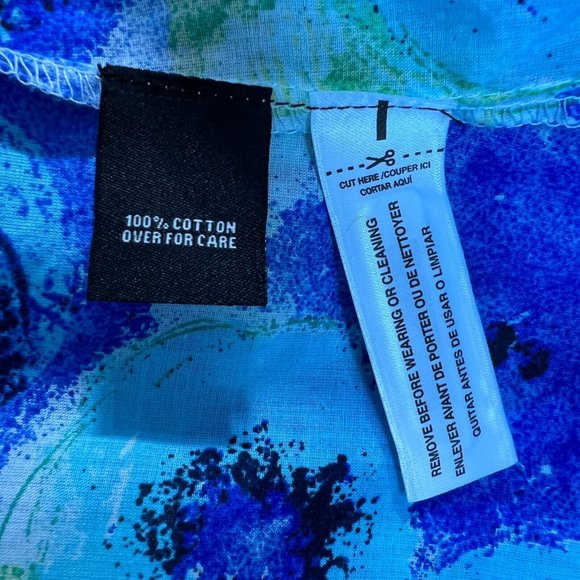 100% COTTON
OVER FOR CARE
CUT HERE /COUPER ICI
CORTAR AQUÍ
REMOVE BEFORE WEARING OR CLEANING
ENLEVER AVANT DE PORTER OU DE NETTOYER
QUITAR ANTES DE USAR O LIMPIAR